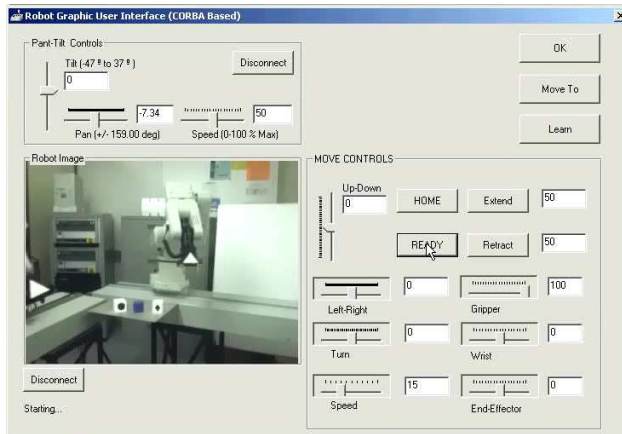 Robot Graphic User Interface (CORBA Based)
Pant-Tilt Controls
Tilt (-47 º to 37 º )
0
Disconnect
-7.34
50
Pan (+/- 159.00 deg)
Speed (0-100 % Max)
OK
Move To
Learn
Robot Image
Disconnect
Starting...
MOVE CONTROLS
Up-Down
0
HOME
Extend
50
READY
Retract
50
0
100
Left-Right
Gripper
0
0
Turn
Wrist
15
0
Speed
End-Effector